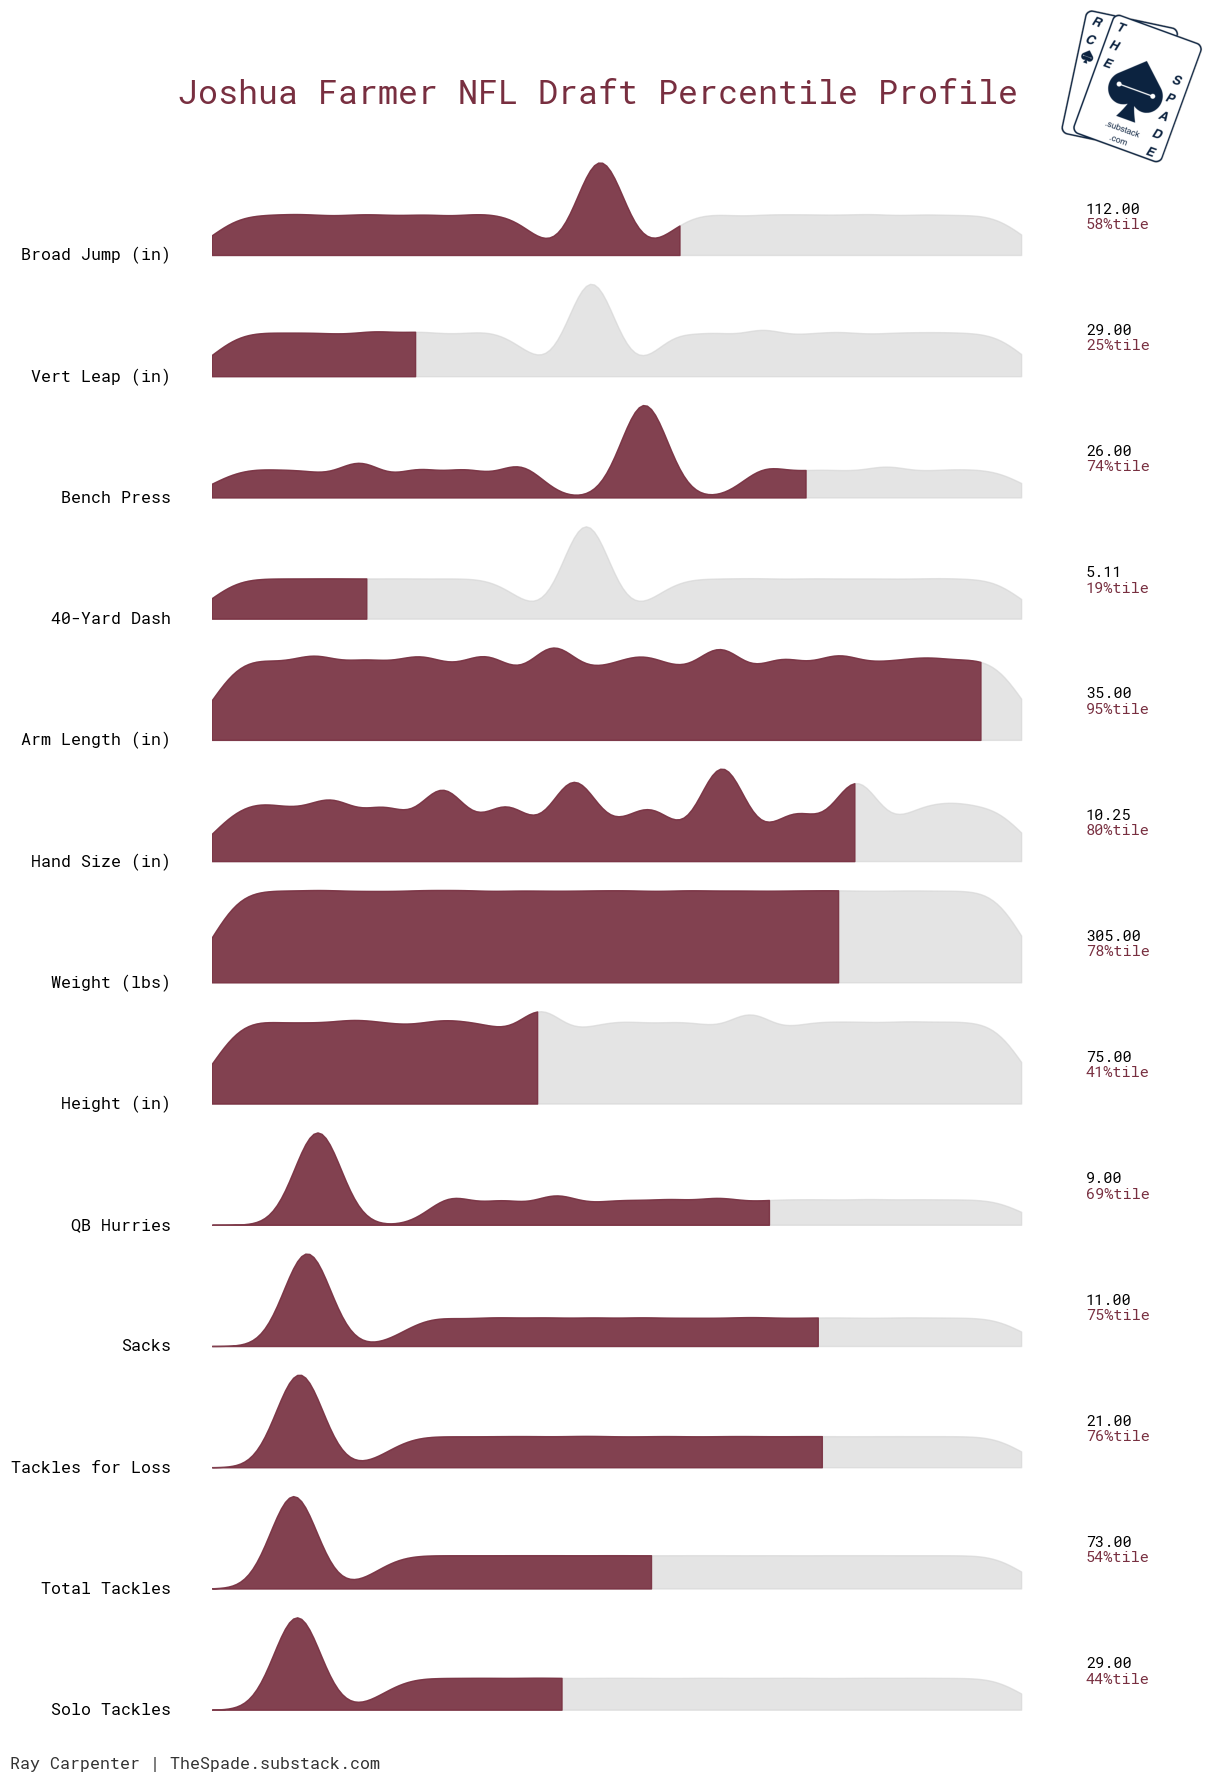 R
C
T
H
E
S
P
A
D
E
.substack
.com
Joshua Farmer NFL Draft Percentile Profile
Broad Jump (in)
112.00
58%tile
Vert Leap (in)
29.00
25%tile
Bench Press
26.00
74%tile
40-Yard Dash
5.11
19%tile
Arm Length (in)
35.00
95%tile
Hand Size (in)
10.25
80%tile
Weight (lbs)
305.00
78%tile
Height (in)
75.00
41%tile
QB Hurries
9.00
69%tile
Sacks
11.00
75%tile
Tackles for Loss
21.00
76%tile
Total Tackles
73.00
54%tile
Solo Tackles
29.00
44%tile
Ray Carpenter | TheSpade.substack.com